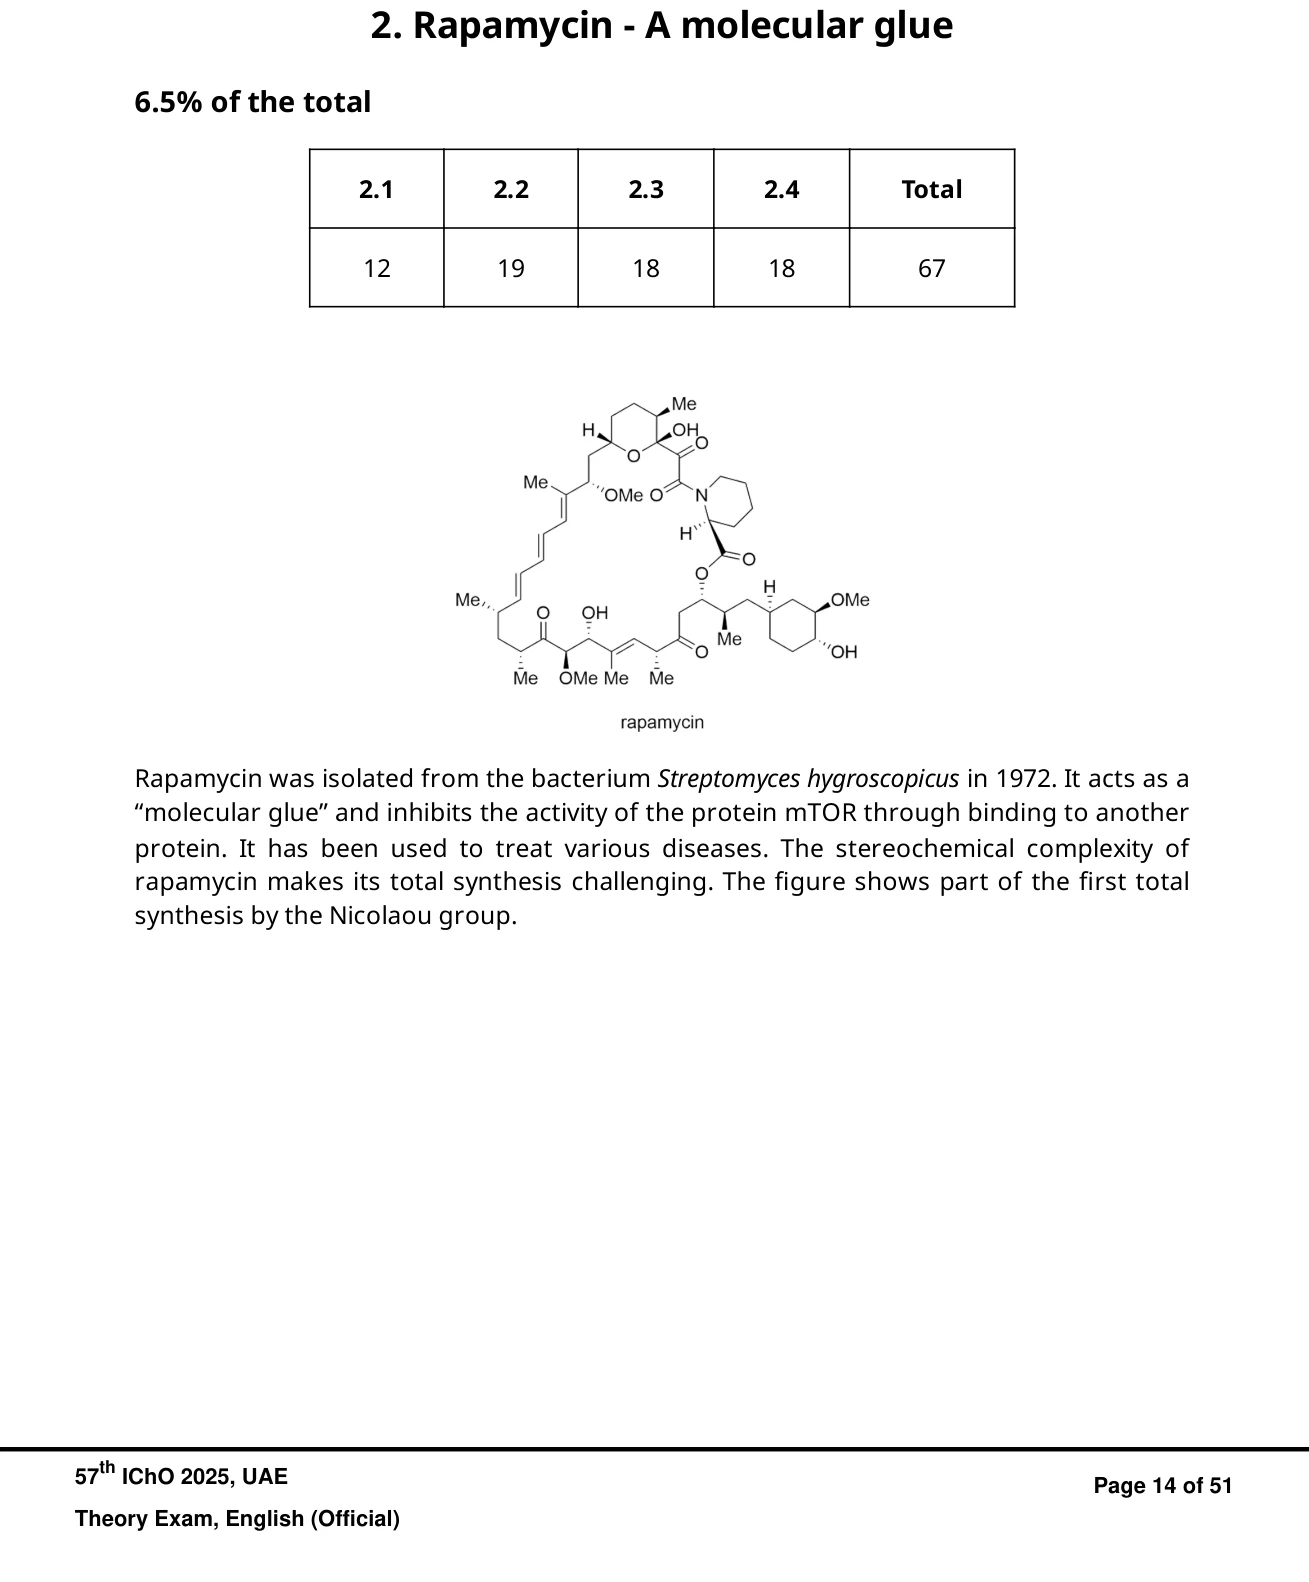 2. Rapamycin - A molecular glue
6.5% of the total
2.1 2.2 2.3 2.4 Total
12 19 18 18 67
Me
H OH O
O
Me OMe O N
H
O
O H
Me O OH OMe
Me
O OH
Me OMe Me Me
rapamycin
Rapamycin was isolated from the bacterium Streptomyces hygroscopicus in 1972. It acts as a
“molecular glue” and inhibits the activity of the protein mTOR through binding to another
protein. It has been used to treat various diseases. The stereochemical complexity of
rapamycin makes its total synthesis challenging. The figure shows part of the first total
synthesis by the Nicolaou group.
57th IChO 2025, UAE
Theory Exam, English (Official)
Page 14 of 51